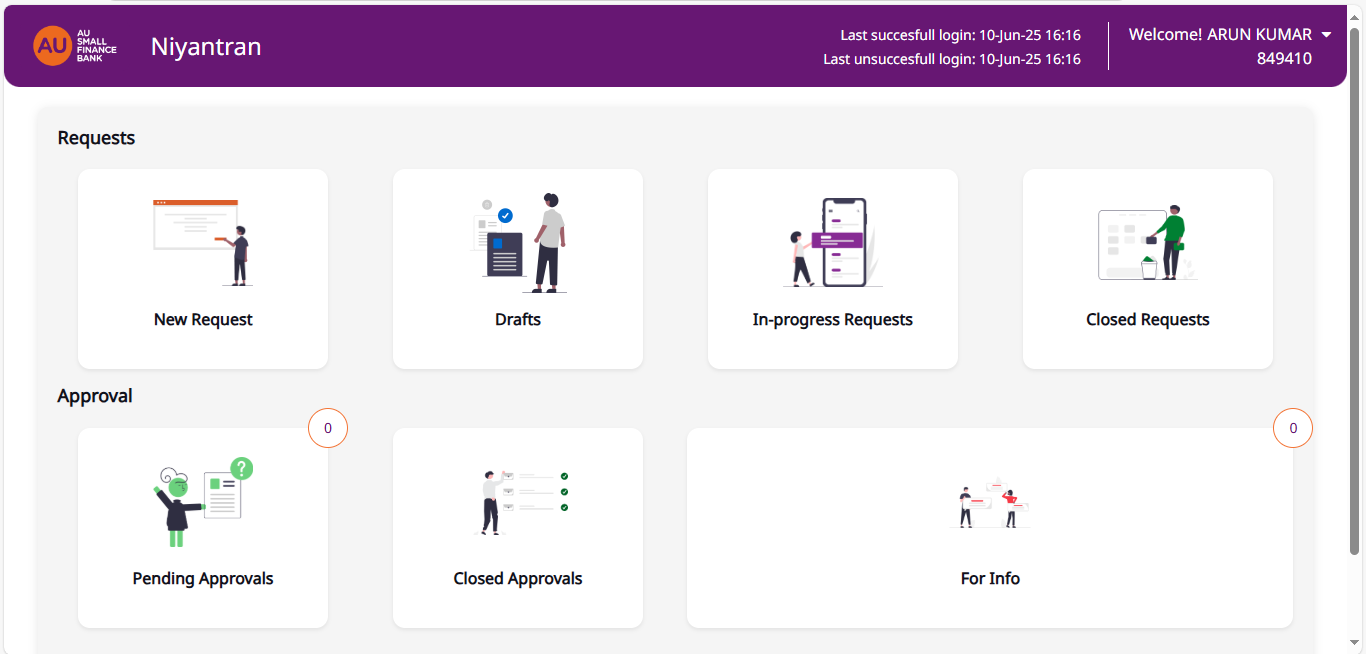 AU
AU
SMALL
FINANCE
BANK
Niyantran
Last succesfull login: 10-Jun-25 16:16
Last unsuccesfull login: 10-Jun-25 16:16
Welcome! ARUN KUMAR
849410
Requests
New Request
Drafts
In-progress Requests
Closed Requests
Approval
0
0
?
Pending Approvals
Closed Approvals
For Info